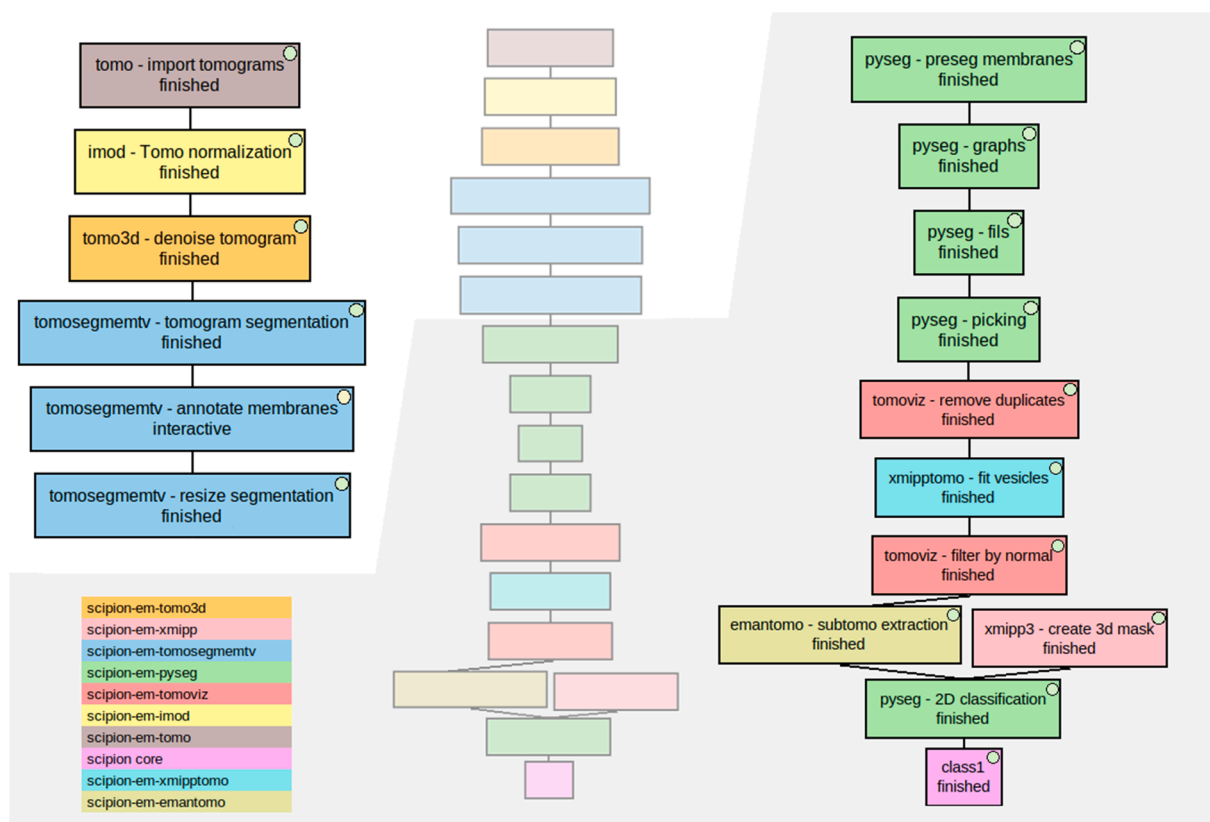 tomo - import tomograms
finished
imod - Tomo normalization
finished
tomo3d - denoise tomogram
finished
tomosegmemtv - tomogram segmentation
finished
tomosegmemtv - annotate membranes
interactive
tomosegmemtv - resize segmentation
finished
scipion-em-tomo3d
scipion-em-xmipp
scipion-em-tomosegmemtv
scipion-em-pyseg
scipion-em-tomoviz
scipion-em-imod
scipion-em-tomo
scipion core
scipion-em-xmipptomo
scipion-em-emantomo
pyseg - preseg membranes
finished
pyseg - graphs
finished
pyseg - fils
finished
pyseg - picking
finished
tomoviz - remove duplicates
finished
xmipptomo - fit vesicles
finished
tomoviz - filter by normal
finished
emantomo - subtomo extraction
finished
xmipp3 - create 3d mask
finished
pyseg - 2D classification
finished
class1
finished